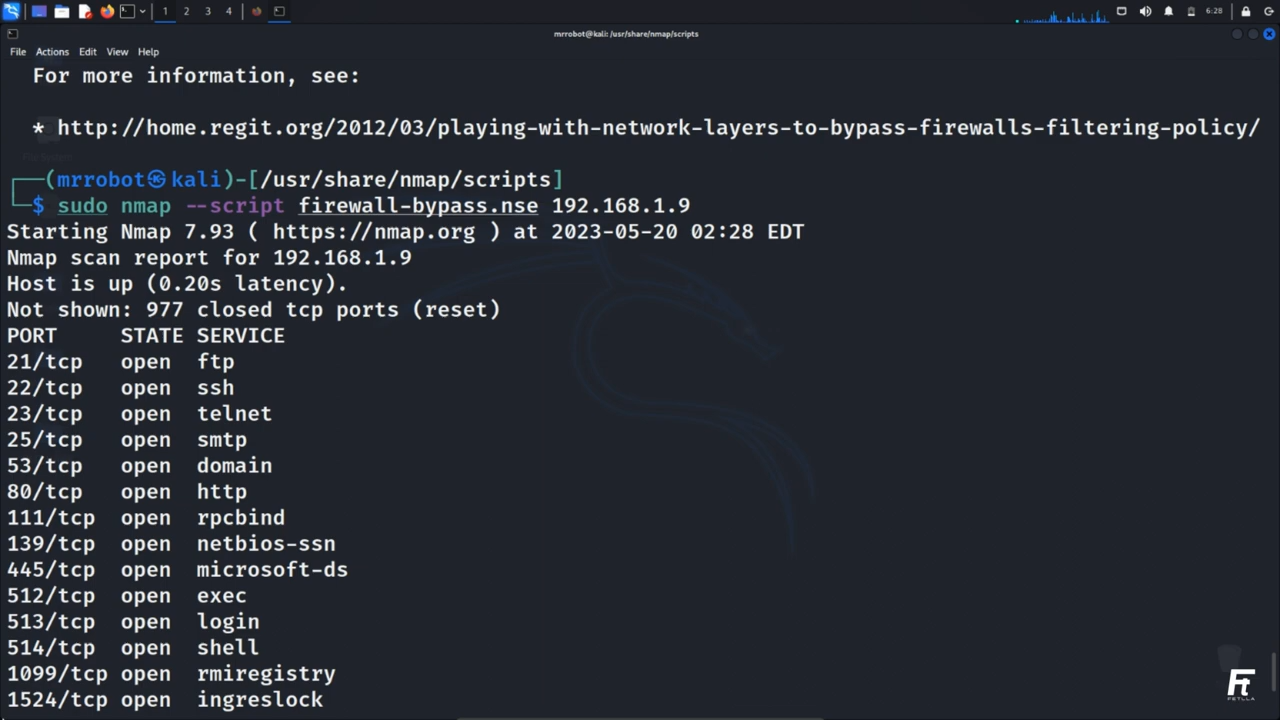 1 2 3 4
6:28
mrrobot@kali: /usr/share/nmap/scripts
File Actions Edit View Help
For more information, see:
* http://home.regit.org/2012/03/playing-with-network-layers-to-bypass-firewalls-filtering-policy/
┌──(mrrobot㉿kali)-[/usr/share/nmap/scripts]
└─$ sudo nmap --script firewall-bypass.nse 192.168.1.9
Starting Nmap 7.93 ( https://nmap.org ) at 2023-05-20 02:28 EDT
Nmap scan report for 192.168.1.9
Host is up (0.20s latency).
Not shown: 977 closed tcp ports (reset)
PORT STATE SERVICE
21/tcp open ftp
22/tcp open ssh
23/tcp open telnet
25/tcp open smtp
53/tcp open domain
80/tcp open http
111/tcp open rpcbind
139/tcp open netbios-ssn
445/tcp open microsoft-ds
512/tcp open exec
513/tcp open login
514/tcp open shell
1099/tcp open rmiregistry
1524/tcp open ingreslock